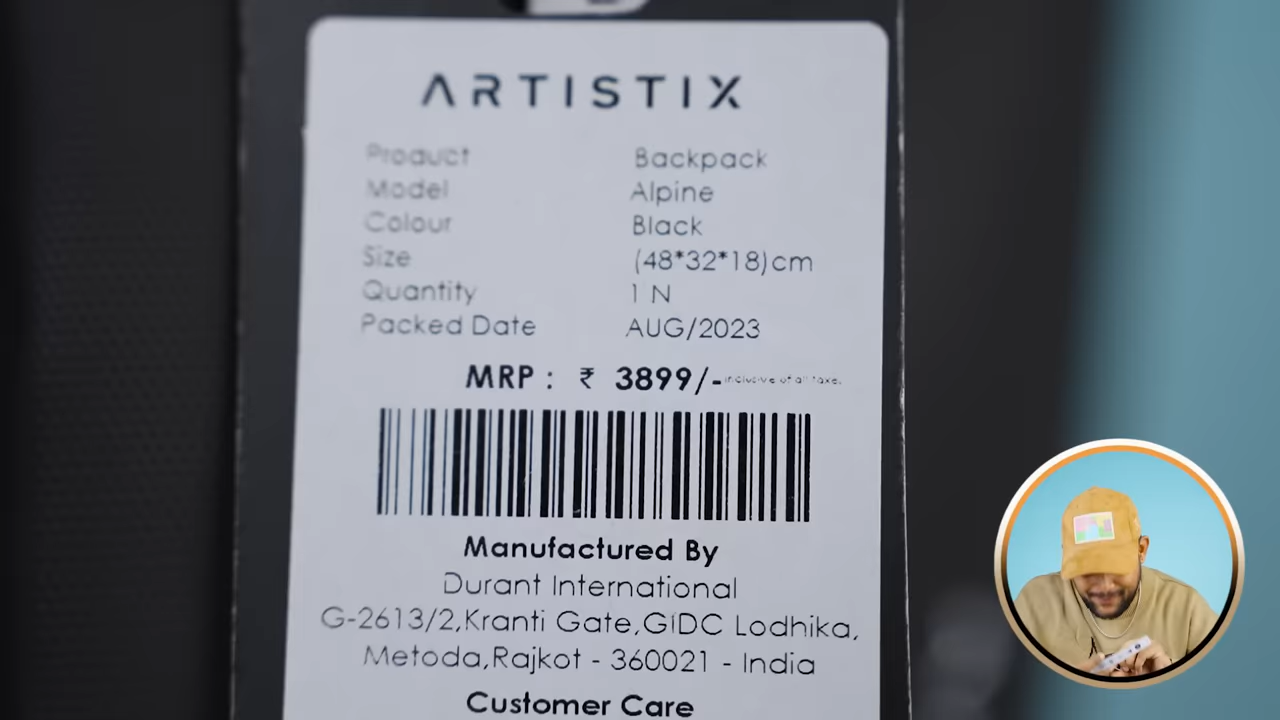 ARTISTIX
Product Backpack
Model Alpine
Colour Black
Size (48*32*18)cm
Quantity 1 N
Packed Date AUG/2023
MRP : ₹ 3899/- inclusive of all taxes.
Manufactured By
Durant International
G-2613/2,Kranti Gate,GIDC Lodhika,
Metoda,Rajkot - 360021 - India
Customer Care